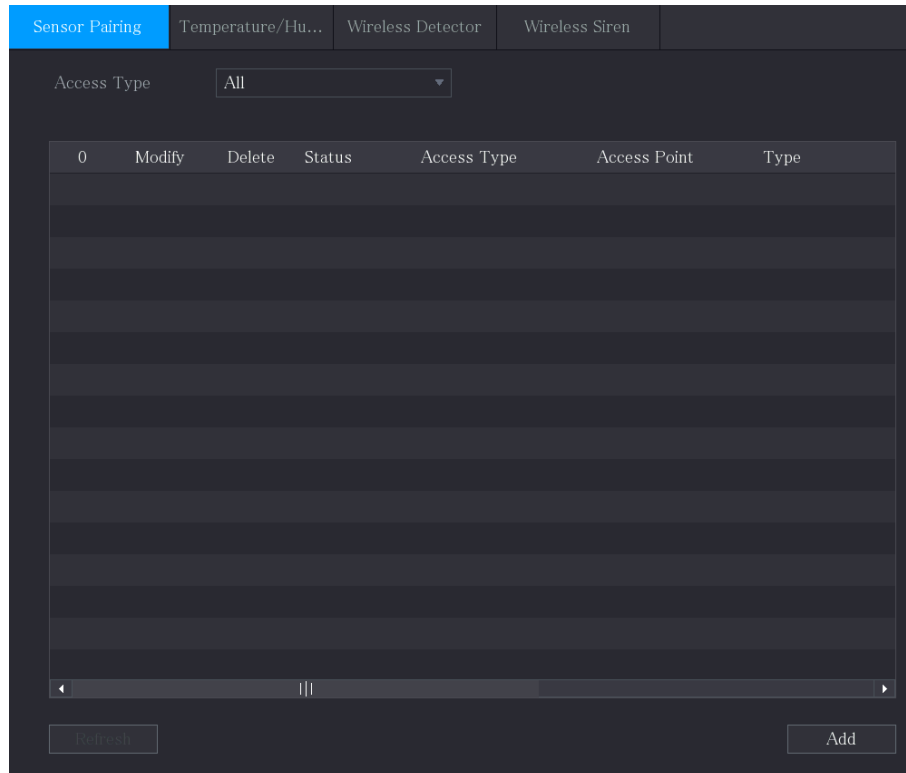 Sensor Pairing Temperature/Hu... Wireless Detector Wireless Siren
Access Type All
0 Modify Delete Status Access Type Access Point Type
Refresh Add